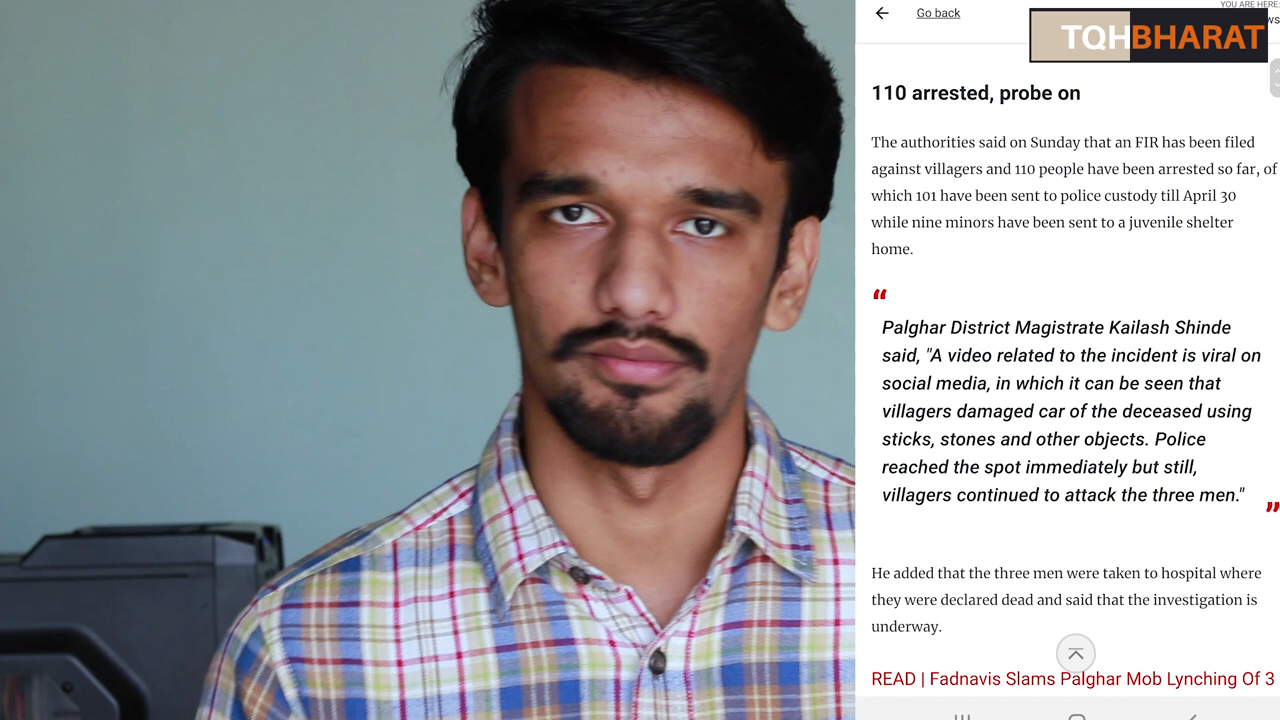 Go back
YOU ARE HERE:
ws
TQHBHARAT
110 arrested, probe on
The authorities said on Sunday that an FIR has been filed
against villagers and 110 people have been arrested so far, of
which 101 have been sent to police custody till April 30
while nine minors have been sent to a juvenile shelter
home.
“
Palghar District Magistrate Kailash Shinde
said, "A video related to the incident is viral on
social media, in which it can be seen that
villagers damaged car of the deceased using
sticks, stones and other objects. Police
reached the spot immediately but still,
villagers continued to attack the three men."
”
He added that the three men were taken to hospital where
they were declared dead and said that the investigation is
underway.
READ | Fadnavis Slams Palghar Mob Lynching Of 3